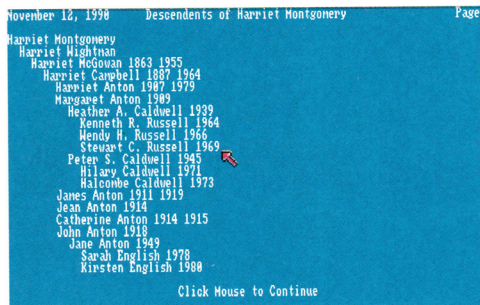 November 12, 1990 Descendents of Harriet Montgomery Page
Harriet Montgomery
Harriet Wightman
Harriet McGowan 1863 1955
Harriet Campbell 1887 1964
Harriet Anton 1907 1979
Margaret Anton 1909
Heather A. Caldwell 1939
Kenneth R. Russell 1964
Wendy H. Russell 1966
Stewart C. Russell 1969
Peter S. Caldwell 1945
Hilary Caldwell 1971
Halcombe Caldwell 1973
James Anton 1911 1919
Jean Anton 1914
Catherine Anton 1914 1915
John Anton 1918
Jane Anton 1949
Sarah English 1978
Kirsten English 1980
Click Mouse to Continue